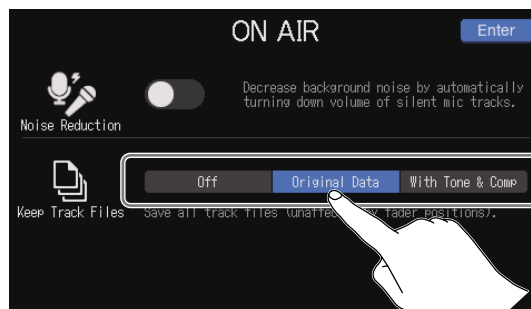 ON AIR
Enter
Decrease background noise by automatically
turning down volume of silent mic tracks.
Noise Reduction
Off
Original Data
With Tone & Comp
Keep Track Files
Save all track files (unaffected by fader positions).